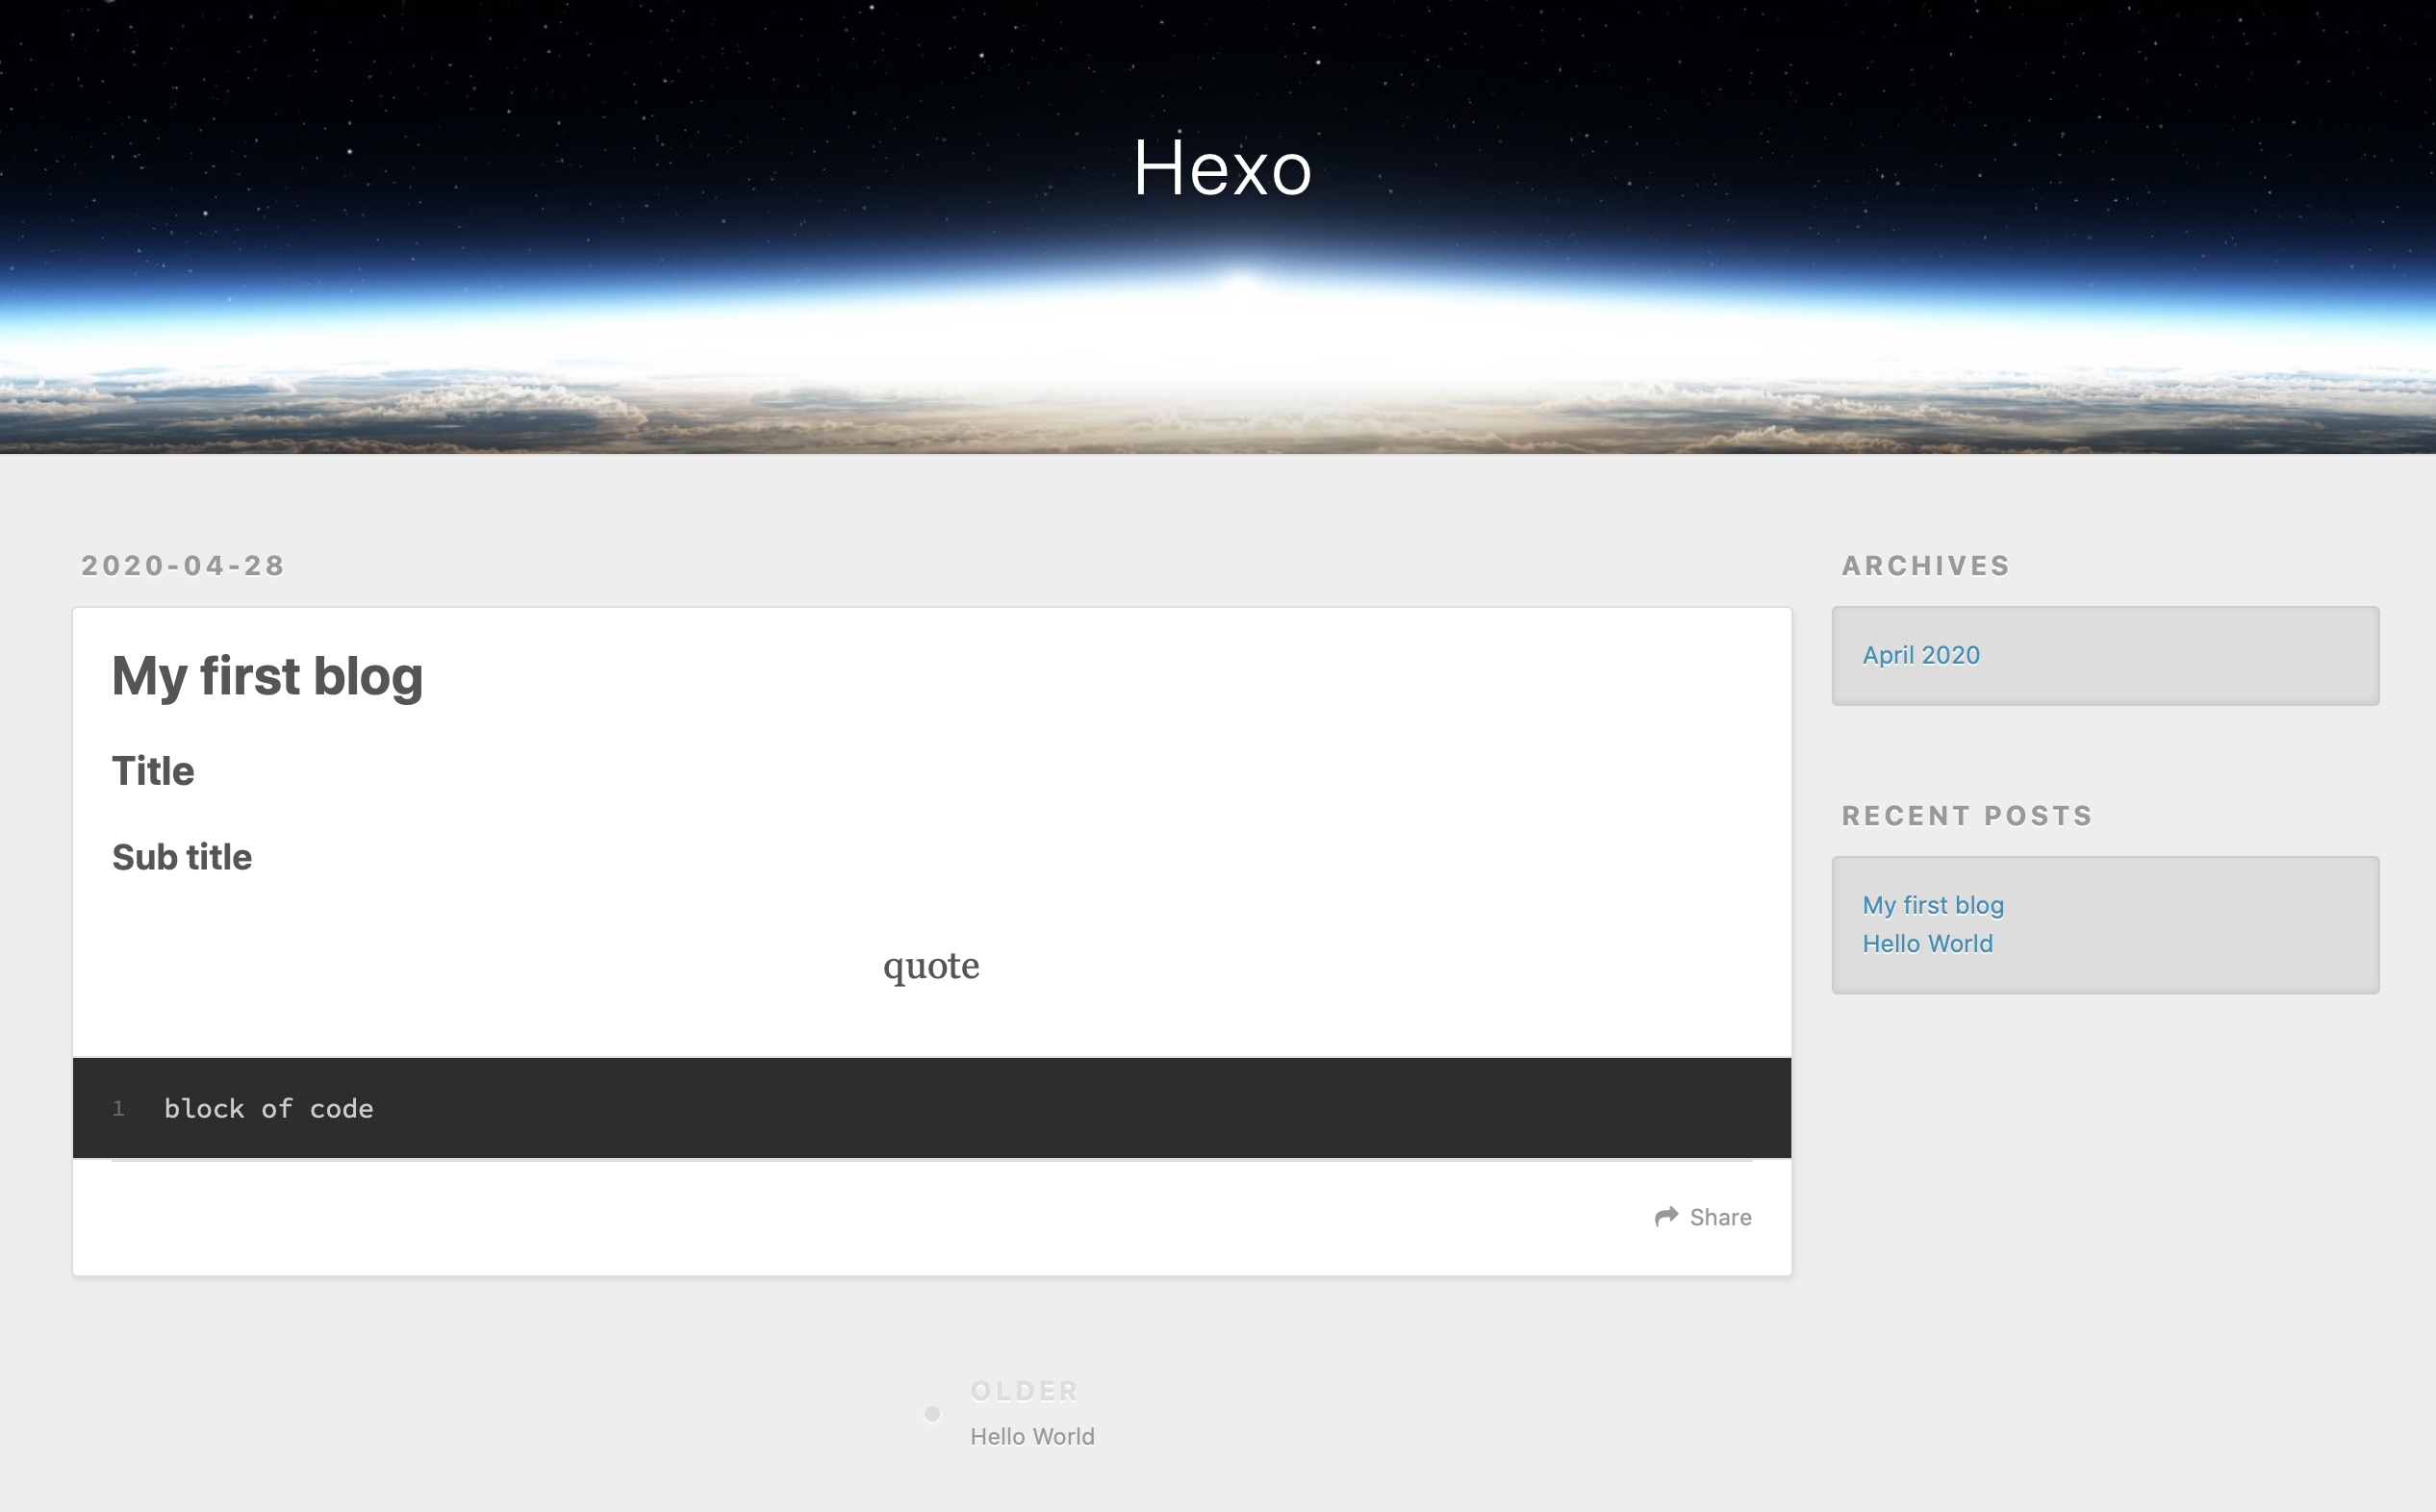 Hexo
2020-04-28
My first blog
Title
Sub title
quote
1 block of code
Share
OLDER
Hello World
ARCHIVES
April 2020
RECENT POSTS
My first blog
Hello World